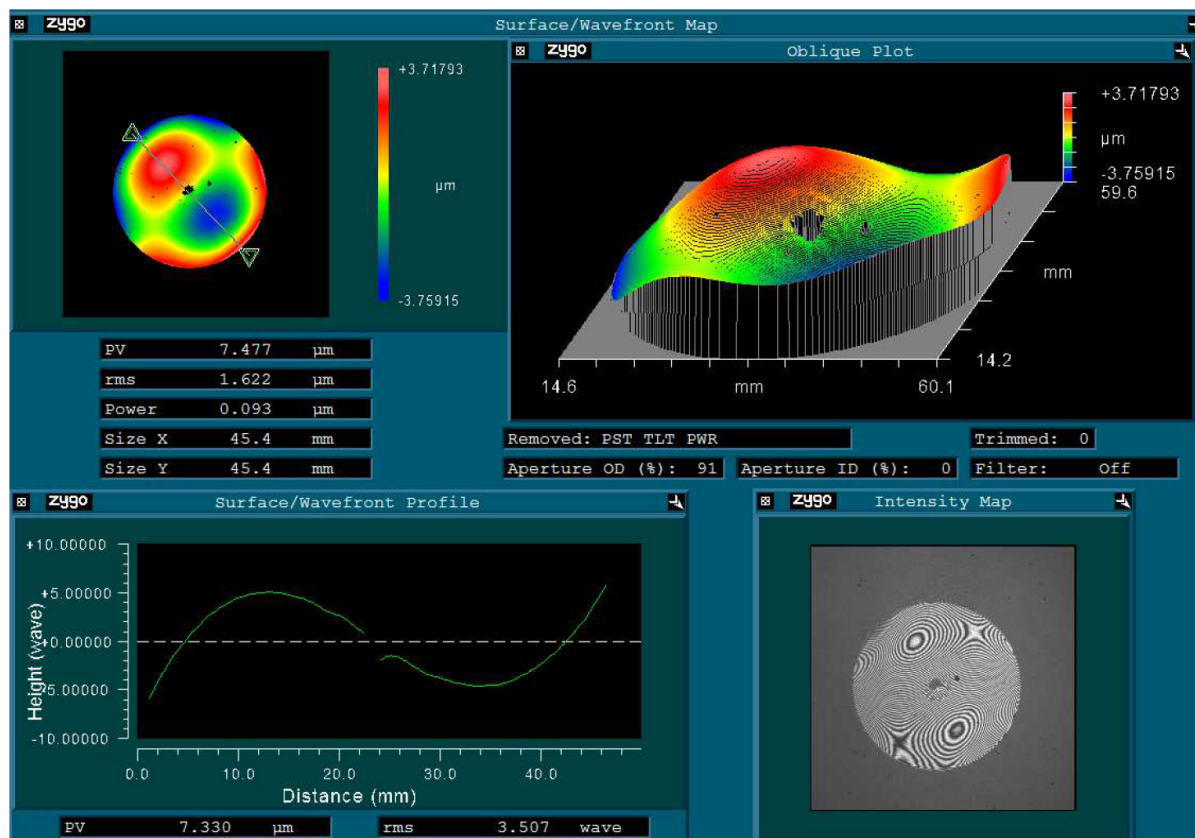 zygo Surface/Wavefront Map
+3.71793
µm
-3.75915
zygo Oblique Plot
+3.71793
µm
-3.75915
59.6
mm
14.2
14.6 mm 60.1
PV 7.477 µm
rms 1.622 µm
Power 0.093 µm
Size X 45.4 mm
Size Y 45.4 mm
Removed: PST TLT PWR
Trimmed: 0
Aperture OD (%): 91
Aperture ID (%): 0
Filter: Off
zygo Surface/Wavefront Profile
Height (wave)
+10.00000
+5.00000
+0.00000
-5.00000
-10.00000
0.0 10.0 20.0 30.0 40.0
Distance (mm)
PV 7.330 µm
rms 3.507 wave
zygo Intensity Map